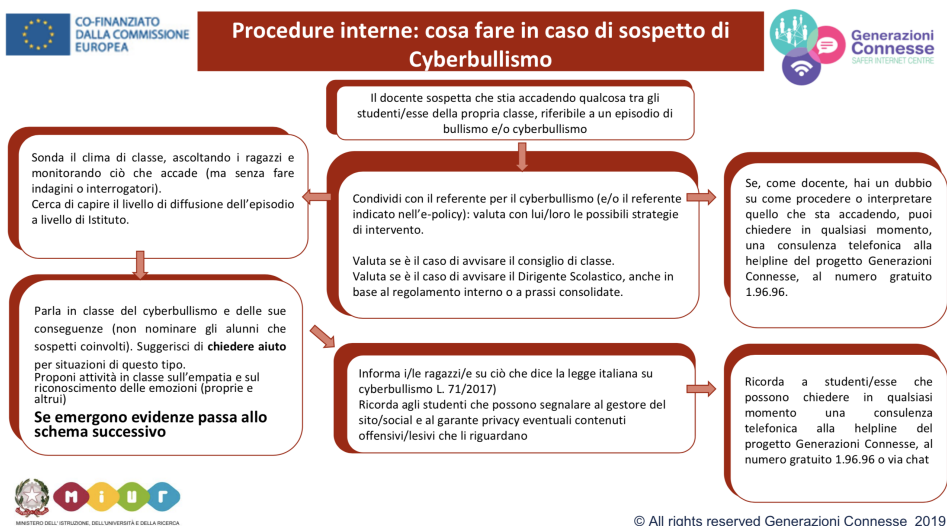 CO-FINANZIATO
DALLA COMMISSIONE
EUROPEA
Procedure interne: cosa fare in caso di sospetto di
Cyberbullismo
Generazioni
Connesse
SAFER INTERNET CENTRE
Il docente sospetta che stia accadendo qualcosa tra gli
studenti/esse della propria classe, riferibile a un episodio di
bullismo e/o cyberbullismo
Sonda il clima di classe, ascoltando i ragazzi e
monitorando ciò che accade (ma senza fare
indagini o interrogatori).
Cerca di capire il livello di diffusione dell'episodio
a livello di Istituto.
Condividi con il referente per il cyberbullismo (e/o il referente
indicato nell'e-policy): valuta con lui/loro le possibili strategie
di intervento.
Valuta se è il caso di avvisare il consiglio di classe.
Valuta se è il caso di avvisare il Dirigente Scolastico, anche in
base al regolamento interno o a prassi consolidate.
Se, come docente, hai un dubbio
su come procedere o interpretare
quello che sta accadendo, puoi
chiedere in qualsiasi momento,
una consulenza telefonica alla
helpline del progetto Generazioni
Connesse, al numero gratuito
1.96.96.
Parla in classe del cyberbullismo e delle sue
conseguenze (non nominare gli alunni che
sospetti coinvolti). Suggerisci di chiedere aiuto
per situazioni di questo tipo.
Proponi attività in classe sull'empatia e sul
riconoscimento delle emozioni (proprie e
altrui)
Se emergono evidenze passa allo
schema successivo
Informa i/le ragazzi/e su ciò che dice la legge italiana su
cyberbullismo L. 71/2017)
Ricorda agli studenti che possono segnalare al gestore del
sito/social e al garante privacy eventuali contenuti
offensivi/lesivi che li riguardano
Ricorda a studenti/esse che
possono chiedere in qualsiasi
momento una consulenza
telefonica alla helpline del
progetto Generazioni Connesse, al
numero gratuito 1.96.96 o via chat
miur
MINISTERO DELL' ISTRUZIONE, DELL'UNIVERSITÀ E DELLA RICERCA
© All rights reserved Generazioni Connesse 2019